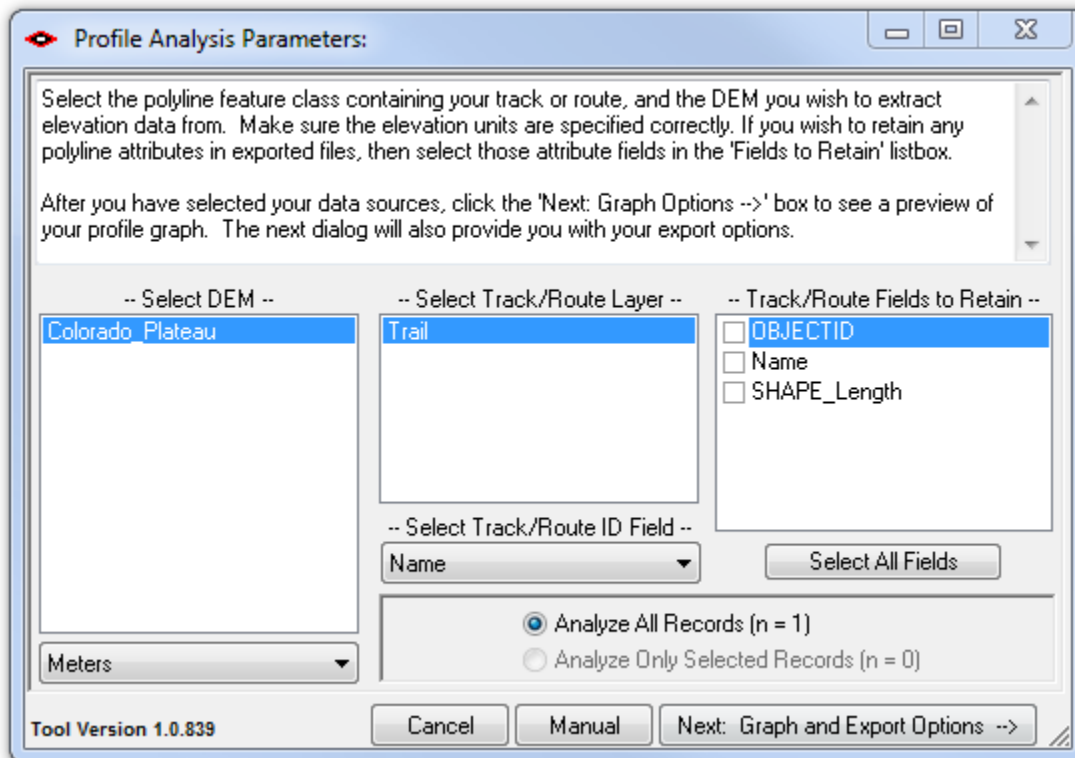 Profile Analysis Parameters:
Select the polyline feature class containing your track or route, and the DEM you wish to extract
elevation data from.  Make sure the elevation units are specified correctly. If you wish to retain any
polyline attributes in exported files, then select those attribute fields in the 'Fields to Retain' listbox.
After you have selected your data sources, click the 'Next: Graph Options -->' box to see a preview of
your profile graph.  The next dialog will also provide you with your export options.
-- Select DEM --
Colorado_Plateau
Meters
-- Select Track/Route Layer --
Trail
-- Select Track/Route ID Field --
Name
-- Track/Route Fields to Retain --
OBJECTID
Name
SHAPE_Length
Select All Fields
Analyze All Records (n = 1)
Analyze Only Selected Records (n = 0)
Tool Version 1.0.839
Cancel
Manual
Next:  Graph and Export Options  -->